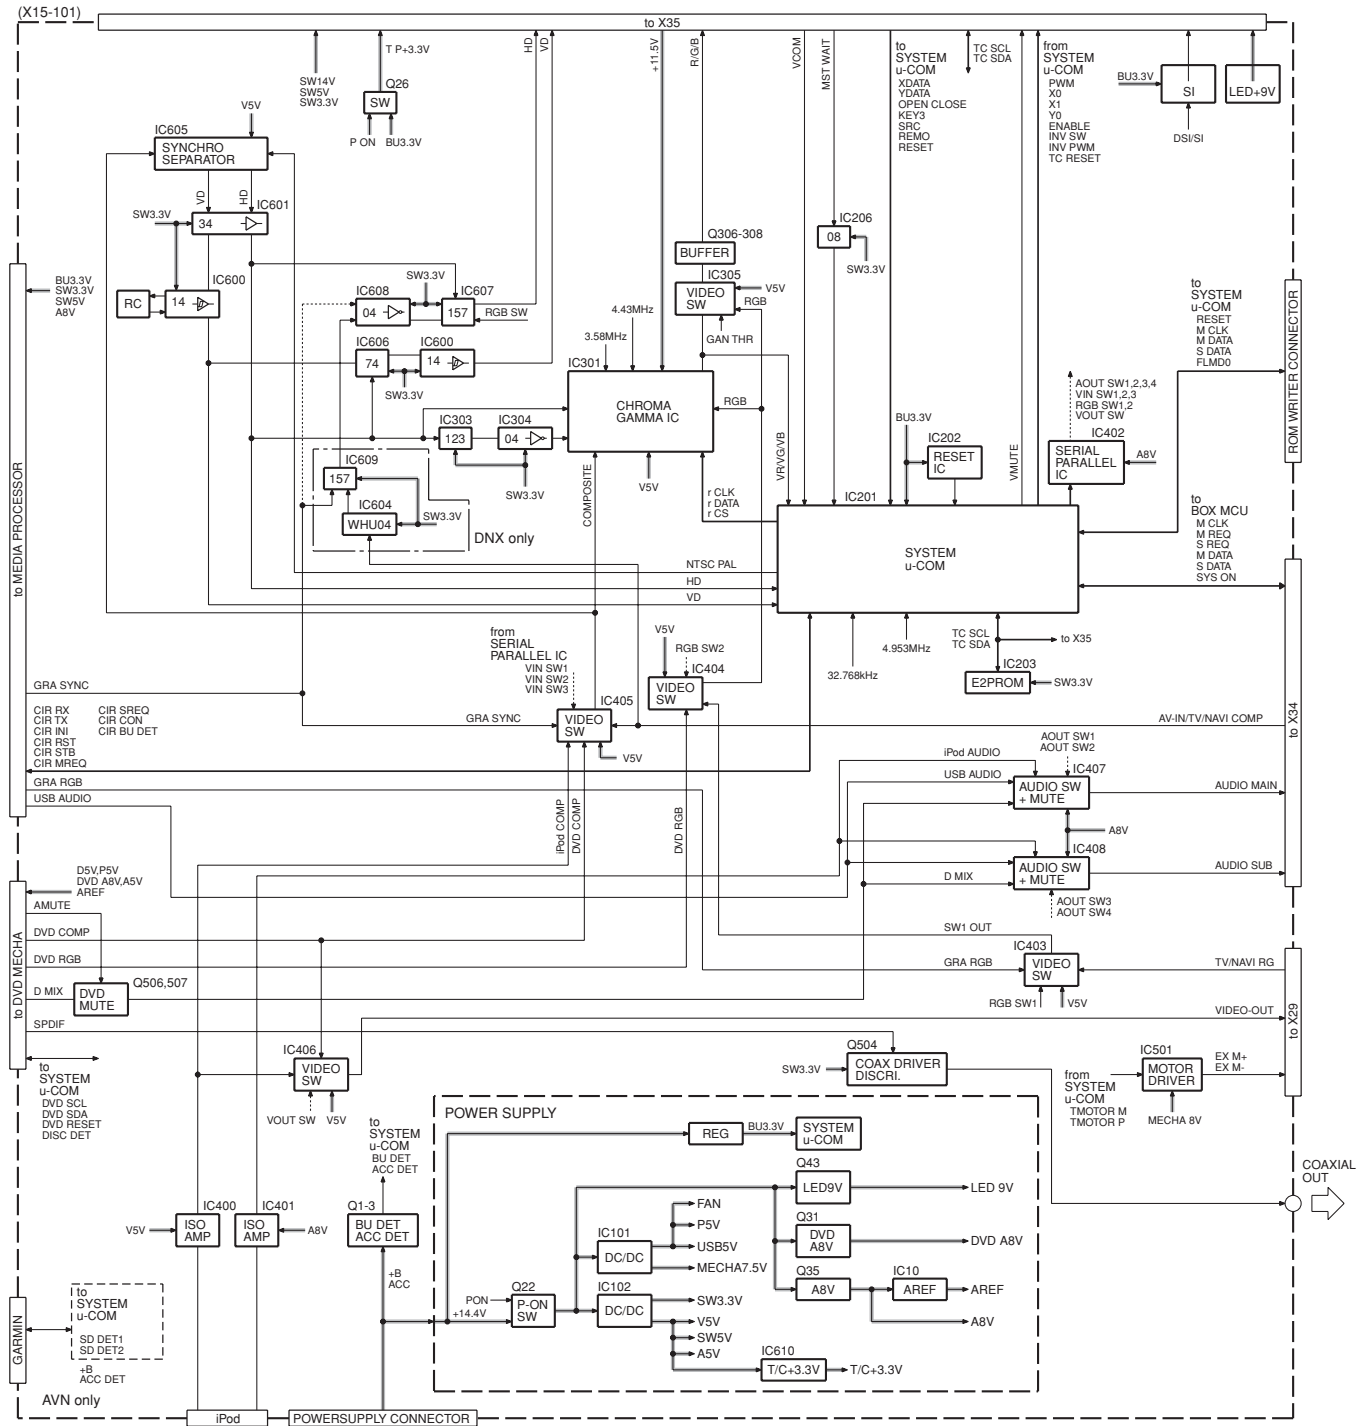 (X15-101)
to X35
T P+3.3V
HD
VD
+11.5V
R/G/B
VCOM
MST WAIT
SW14V
SW5V
SW3.3V
Q26
SW
P ON
BU3.3V
to
SYSTEM
u-COM
XDATA
YDATA
OPEN CLOSE
KEY3
SRC
REMO
RESET
TC SCL
TC SDA
from
SYSTEM
u-COM
PWM
X0
X1
Y0
ENABLE
INV SW
INV PWM
TC RESET
BU3.3V
SI
LED+9V
DSI/SI
V5V
IC605
SYNCHRO
SEPARATOR
VD
HD
IC601
SW3.3V
34
IC600
RC
14
BU3.3V
SW3.3V
SW5V
A8V
SW3.3V
IC608
04
IC607
157
RGB SW
IC606
74
IC600
14
SW3.3V
4.43MHz
3.58MHz
IC301
CHROMA
GAMMA IC
Q306-308
BUFFER
IC305
VIDEO
SW
V5V
RGB
GAN THR
IC206
08
SW3.3V
IC303
123
IC304
04
SW3.3V
RGB
V5V
r CLK
r DATA
r CS
COMPOSITE
VR/VG/VB
VMUTE
IC609
157
IC604
WHU04
SW3.3V
DNX only
BU3.3V
IC202
RESET
IC
IC201
SYSTEM
u-COM
AOUT SW1,2,3,4
VIN SW1,2,3
RGB SW1,2
VOUT SW
IC402
SERIAL
PARALLEL
IC
A8V
to
SYSTEM
u-COM
RESET
M CLK
M DATA
S DATA
FLMD0
ROM WRITER CONNECTOR
to
BOX MCU
M CLK
M REQ
S REQ
M DATA
S DATA
SYS ON
NTSC PAL
HD
VD
to MEDIA PROCESSOR
from
SERIAL
PARALLEL IC
VIN SW1
VIN SW2
VIN SW3
IC405
VIDEO
SW
V5V
V5V
RGB SW2
IC404
VIDEO
SW
32.768kHz
4.953MHz
TC SCL
TC SDA
to X35
IC203
E2PROM
SW3.3V
GRA SYNC
CIR RX
CIR TX
CIR INI
CIR RST
CIR STB
CIR MREQ
CIR SREQ
CIR CON
CIR BU DET
GRA SYNC
AV-IN/TV/NAVI COMP
to X34
GRA RGB
USB AUDIO
iPod COMP
DVD COMP
DVD RGB
iPod AUDIO
USB AUDIO
AOUT SW1
AOUT SW2
IC407
AUDIO SW
+ MUTE
AUDIO MAIN
A8V
IC408
AUDIO SW
+ MUTE
D MIX
AUDIO SUB
AOUT SW3
AOUT SW4
D5V,P5V
DVD A8V,A5V
AREF
AMUTE
DVD COMP
DVD RGB
D MIX
Q506,507
DVD
MUTE
SPDIF
to DVD MECHA
to
SYSTEM
u-COM
DVD SCL
DVD SDA
DVD RESET
DISC DET
SW1 OUT
IC403
VIDEO
SW
GRA RGB
TV/NAVI RG
RGB SW1
V5V
VIDEO-OUT
to X29
IC406
VIDEO
SW
VOUT SW
V5V
Q504
COAX DRIVER
DISCRI.
SW3.3V
IC501
MOTOR
DRIVER
EX M+
EX M-
from
SYSTEM
u-COM
TMOTOR M
TMOTOR P
MECHA 8V
COAXIAL
OUT
to
SYSTEM
u-COM
BU DET
ACC DET
Q1-3
BU DET
ACC DET
+B
ACC
IC400
ISO
AMP
V5V
IC401
ISO
AMP
A8V
POWER SUPPLY
REG
BU3.3V
SYSTEM
u-COM
Q43
LED9V
LED 9V
Q31
DVD
A8V
DVD A8V
Q35
A8V
IC10
AREF
AREF
A8V
FAN
P5V
USB5V
MECHA7.5V
IC101
DC/DC
IC102
DC/DC
SW3.3V
V5V
SW5V
A5V
IC610
T/C+3.3V
T/C+3.3V
Q22
P-ON
SW
PON
+14.4V
GARMIN
to
SYSTEM
u-COM
SD DET1
SD DET2
+B
ACC DET
AVN only
iPod
POWERSUPPLY CONNECTOR